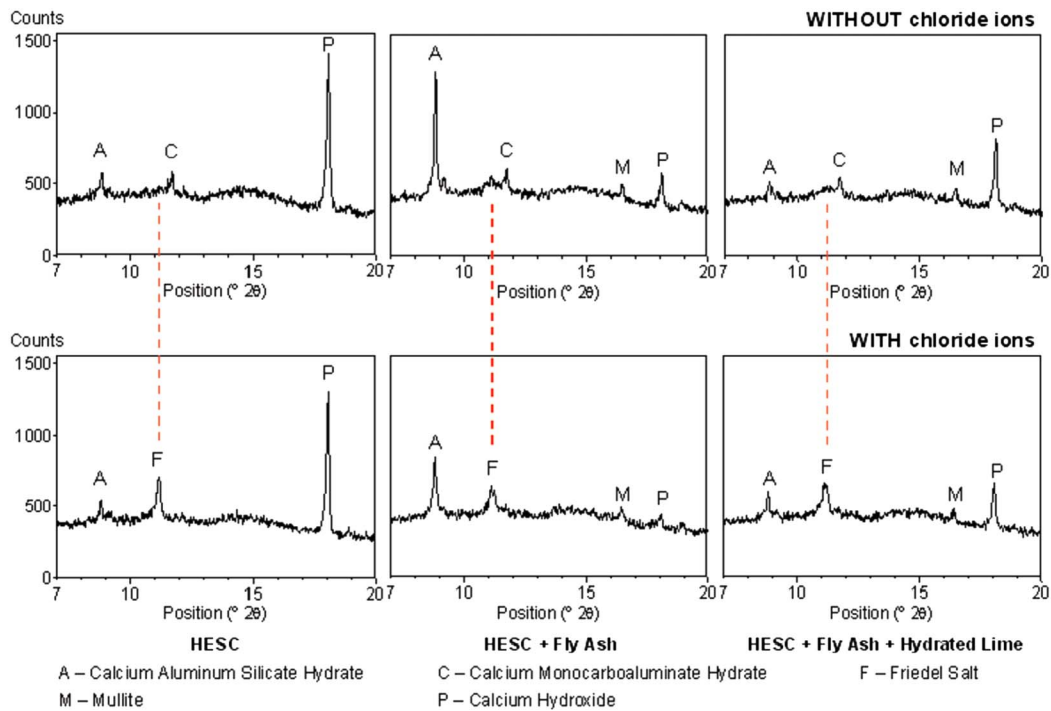 Counts
WITHOUT chloride ions
1500
1000
500
0
A C P
A C M P
A C M P
7 10 15 20 7 10 15 20 7 10 15 20
Position (° 2θ) Position (° 2θ) Position (° 2θ)
Counts
WITH chloride ions
1500
1000
500
0
A F P
A F M P
A F M P
7 10 15 20 7 10 15 20 7 10 15 20
Position (° 2θ) Position (° 2θ) Position (° 2θ)
HESC HESC + Fly Ash HESC + Fly Ash + Hydrated Lime
A – Calcium Aluminum Silicate Hydrate C – Calcium Monocarboaluminate Hydrate F – Friedel Salt
M – Mullite P – Calcium Hydroxide